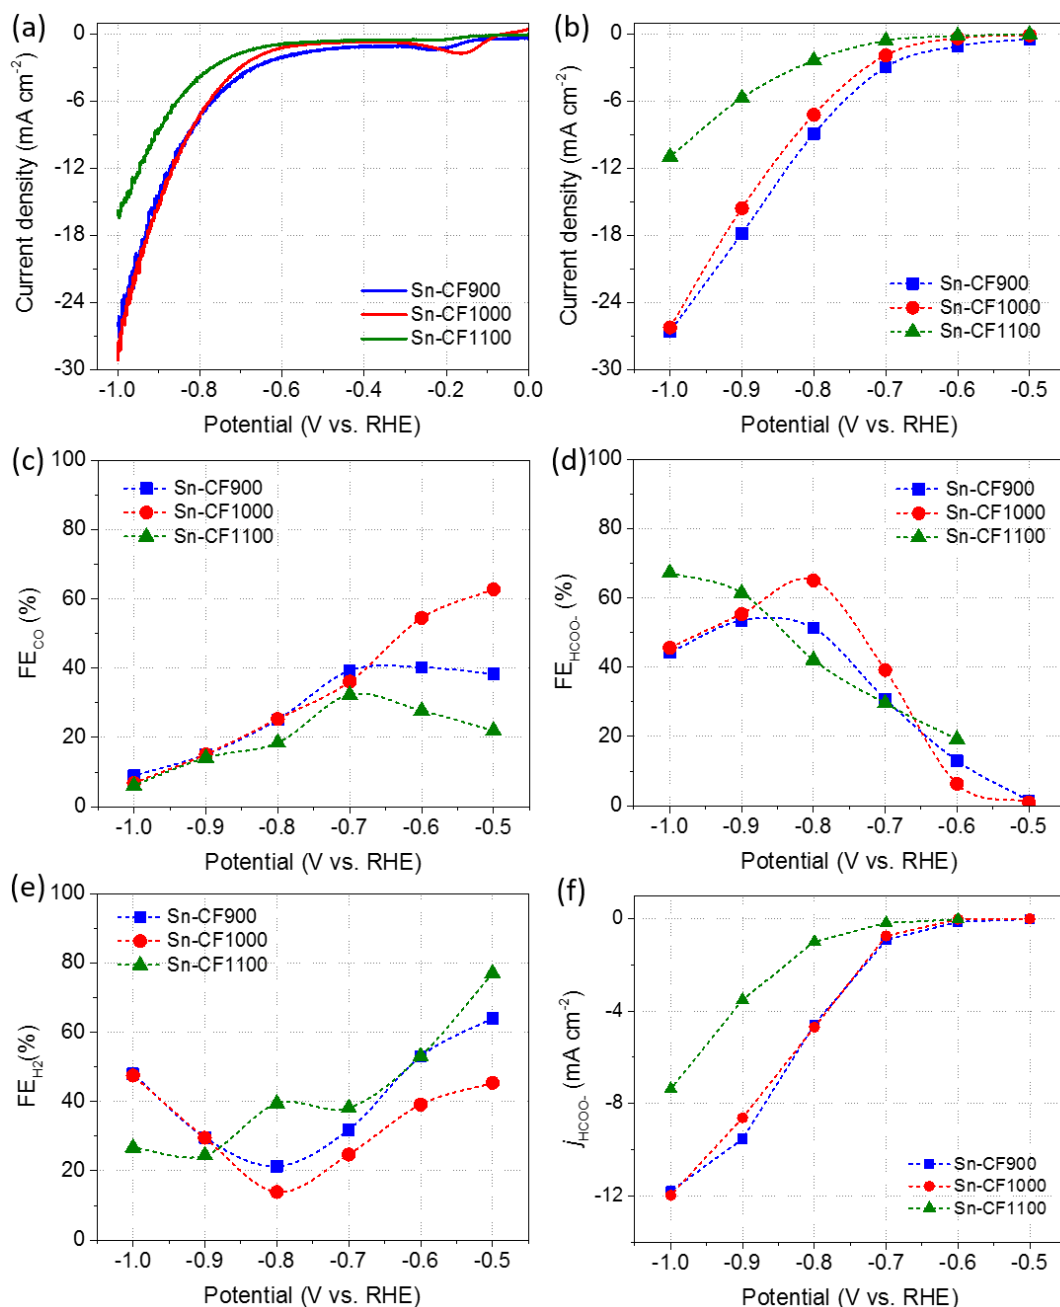 (a)
0
-6
-12
-18
-24
-30
Current density (mA cm-2)
Sn-CF900
Sn-CF1000
Sn-CF1100
-1.0 -0.8 -0.6 -0.4 -0.2 0.0
Potential (V vs. RHE)
(b)
0
-6
-12
-18
-24
-30
Current density (mA cm-2)
Sn-CF900
Sn-CF1000
Sn-CF1100
-1.0 -0.9 -0.8 -0.7 -0.6 -0.5
Potential (V vs. RHE)
(c)
100
80
60
40
20
0
FECO (%)
Sn-CF900
Sn-CF1000
Sn-CF1100
-1.0 -0.9 -0.8 -0.7 -0.6 -0.5
Potential (V vs. RHE)
(d)
100
80
60
40
20
0
FEHCOO- (%)
Sn-CF900
Sn-CF1000
Sn-CF1100
-1.0 -0.9 -0.8 -0.7 -0.6 -0.5
Potential (V vs. RHE)
(e)
100
80
60
40
20
0
FEH2(%)
Sn-CF900
Sn-CF1000
Sn-CF1100
-1.0 -0.9 -0.8 -0.7 -0.6 -0.5
Potential (V vs. RHE)
(f)
0
-4
-8
-12
jHCOO- (mA cm-2)
Sn-CF900
Sn-CF1000
Sn-CF1100
-1.0 -0.9 -0.8 -0.7 -0.6 -0.5
Potential (V vs. RHE)